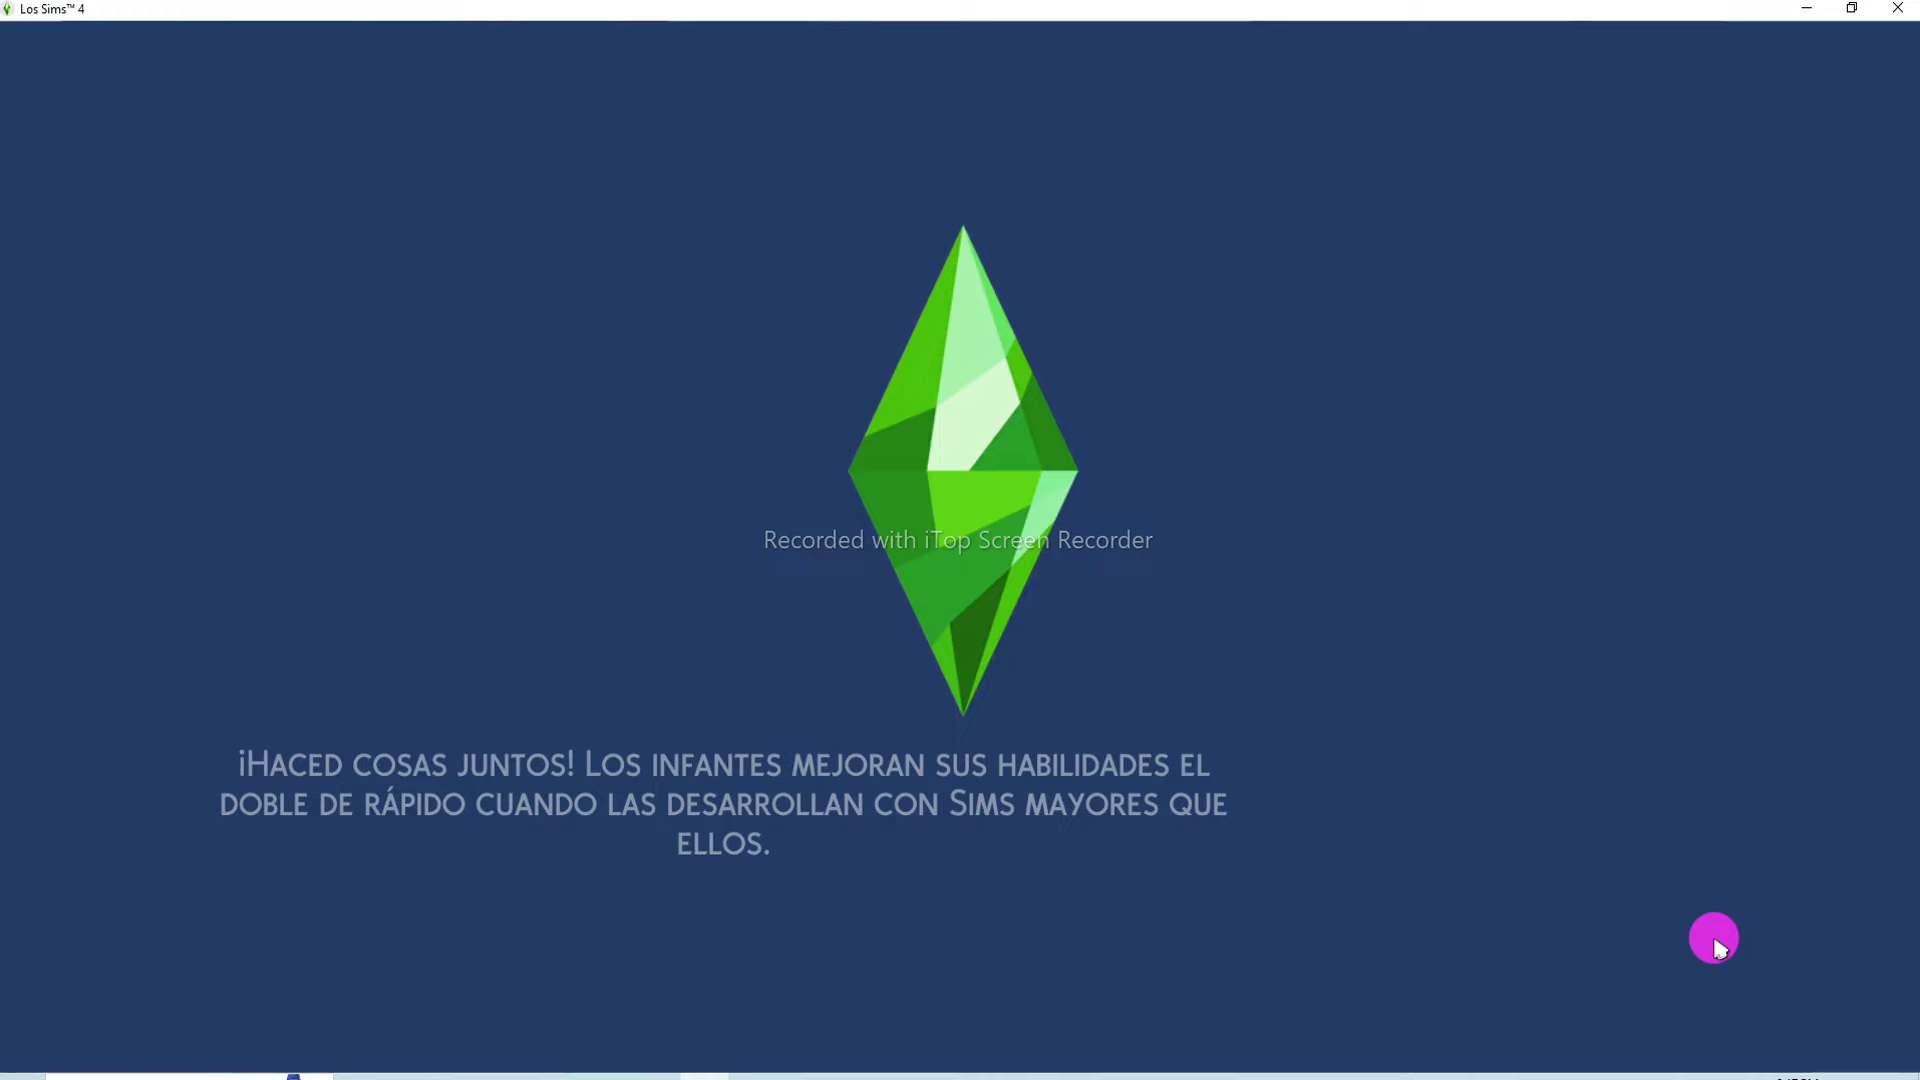 Los Sims™ 4
Recorded with iTop Screen Recorder
¡Haced cosas juntos! Los infantes mejoran sus habilidades el
doble de rápido cuando las desarrollan con Sims mayores que
ellos.